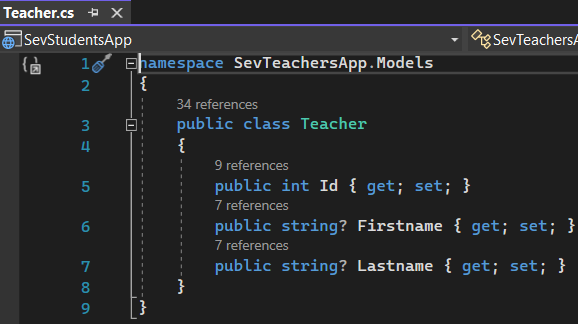 Teacher.cs
SevStudentsApp
SevTeachersA
1 namespace SevTeachersApp.Models
2 {
34 references
3 public class Teacher
4 {
9 references
5 public int Id { get; set; }
7 references
6 public string? Firstname { get; set; }
7 references
7 public string? Lastname { get; set; }
8 }
9 }